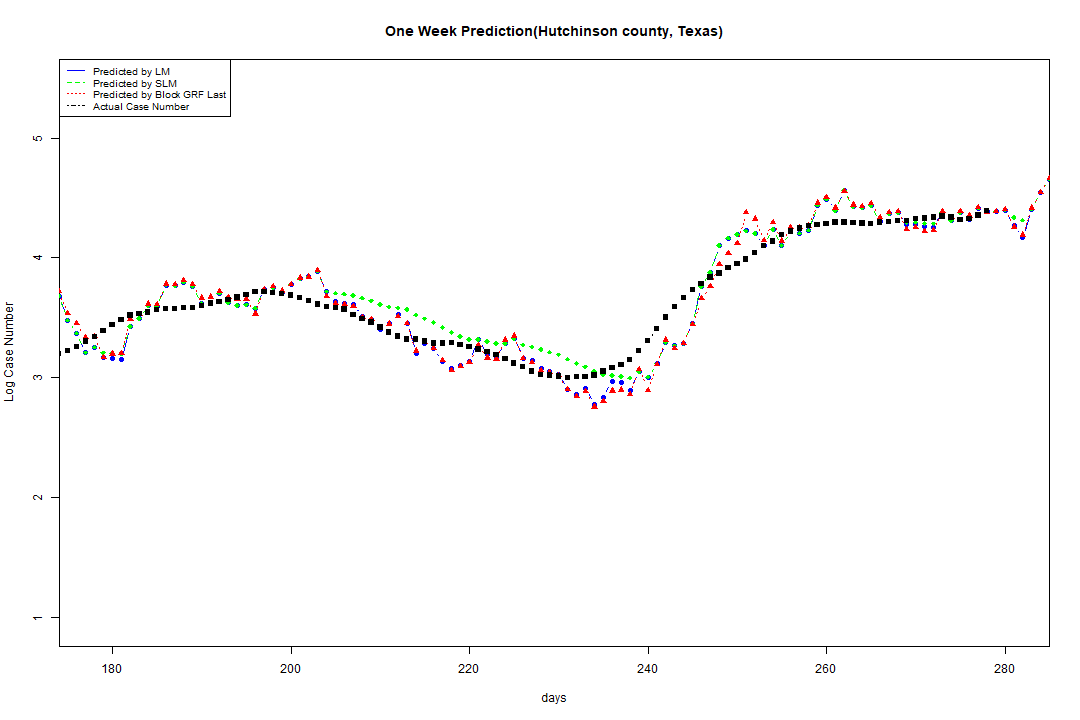 One Week Prediction(Hutchinson county, Texas)
Predicted by LM
Predicted by SLM
Predicted by Block GRF Last
Actual Case Number
5
4
3
2
1
Log Case Number
180 200 220 240 260 280
days